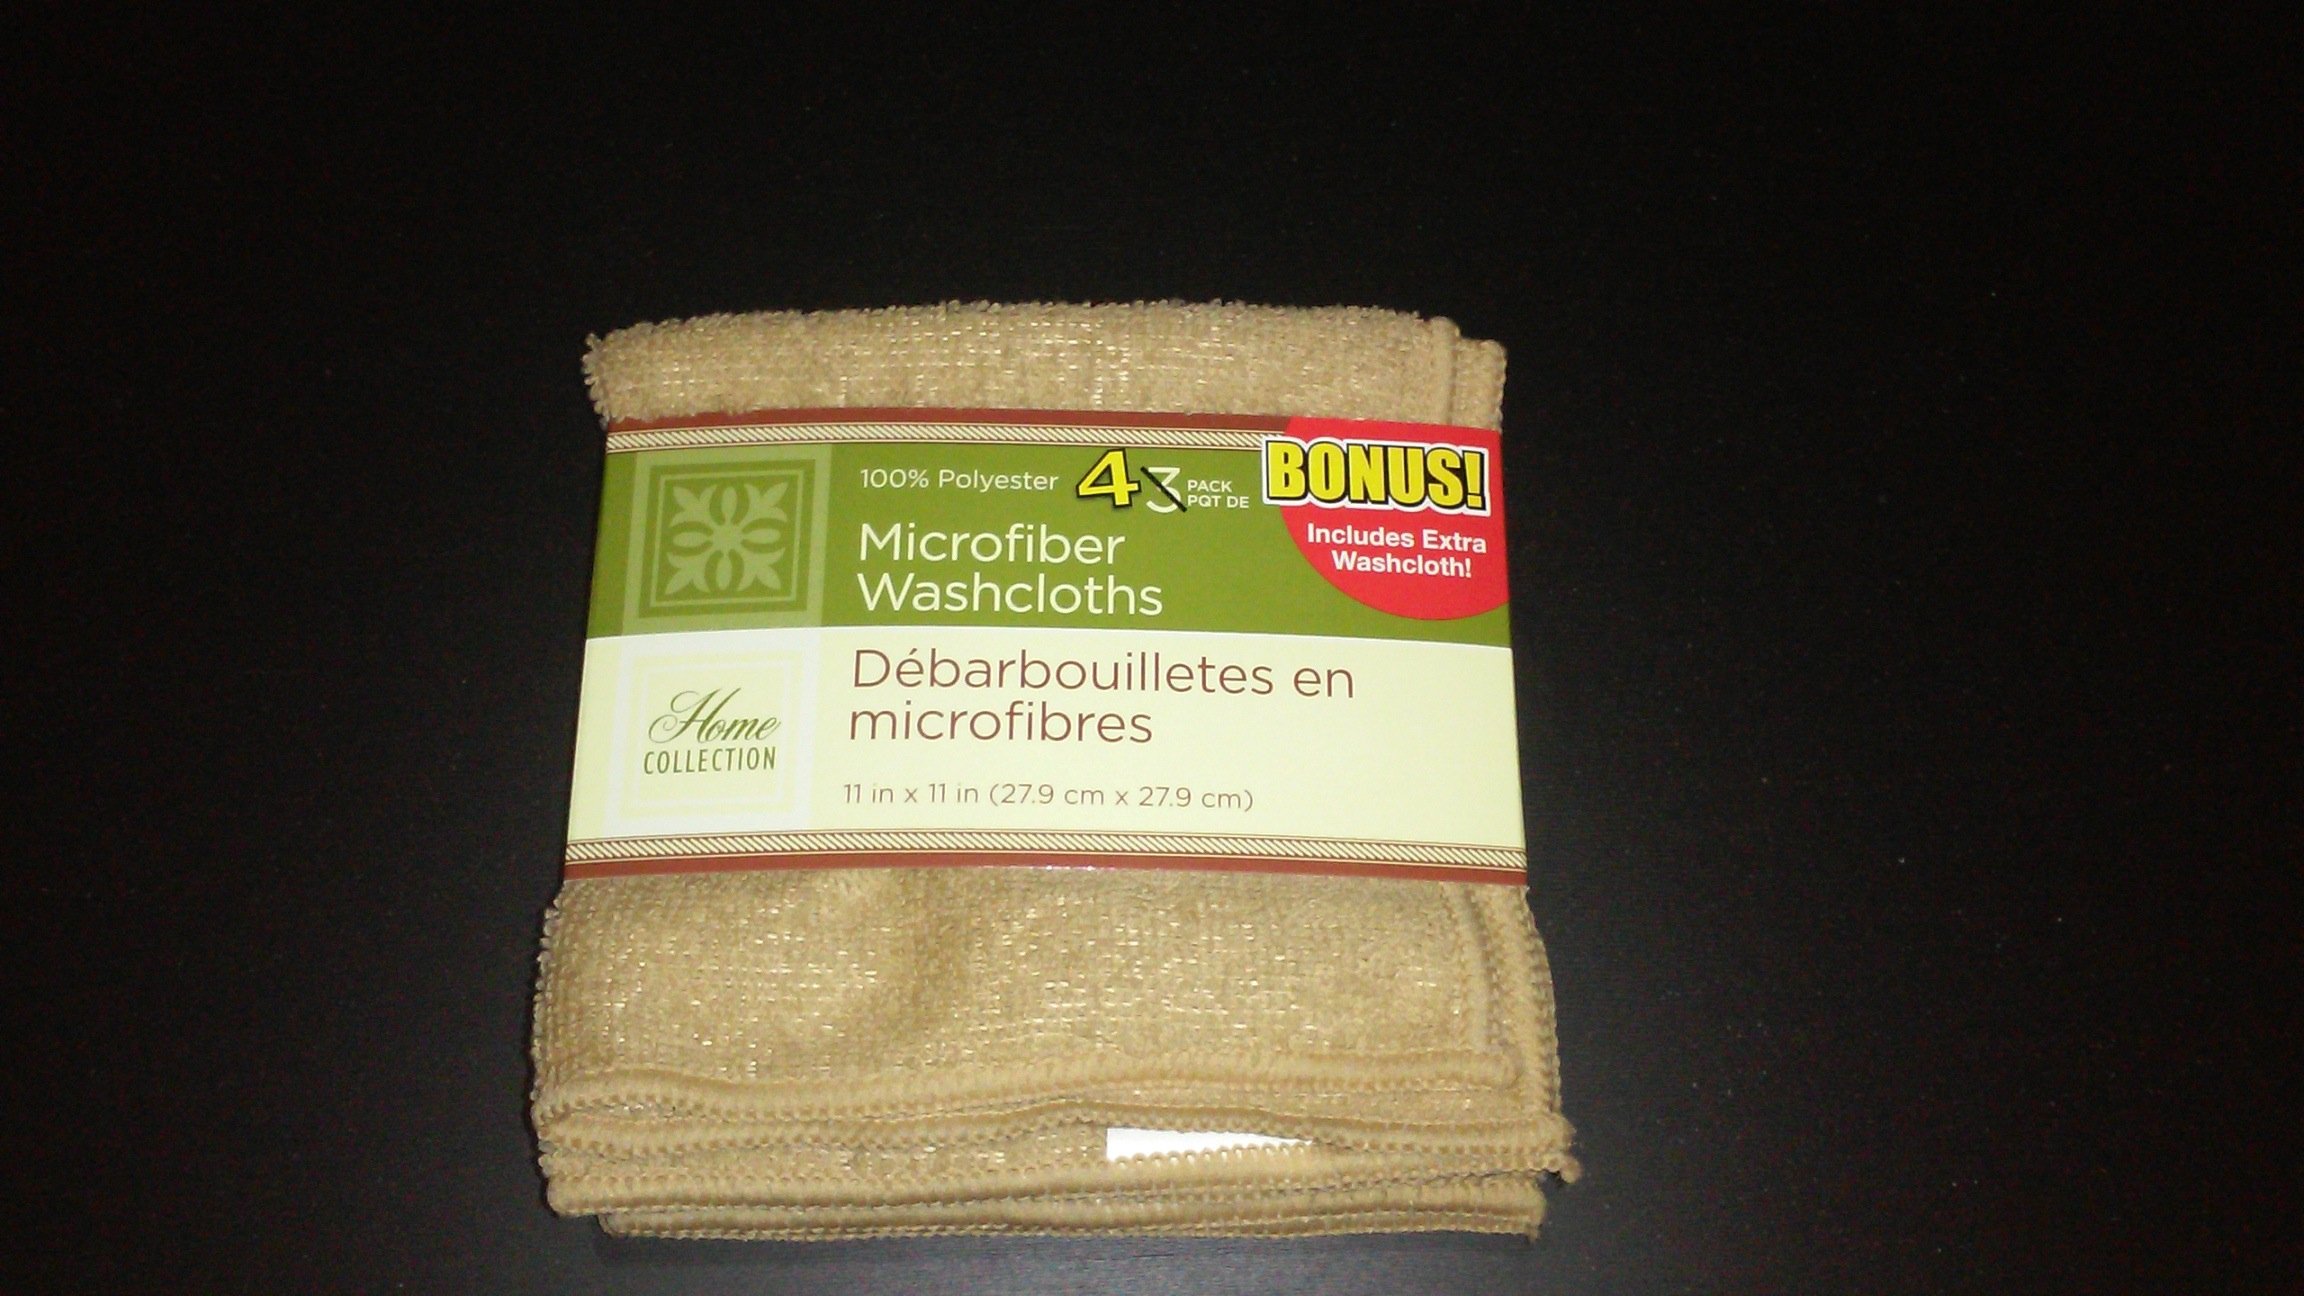 100% Polyester 4 3 PACK
PQT DE
BONUS!
Includes Extra
Washcloth!
Microfiber
Washcloths
Débarbouilletes en
microfibres
Home
COLLECTION
11 in x 11 in (27.9 cm x 27.9 cm)